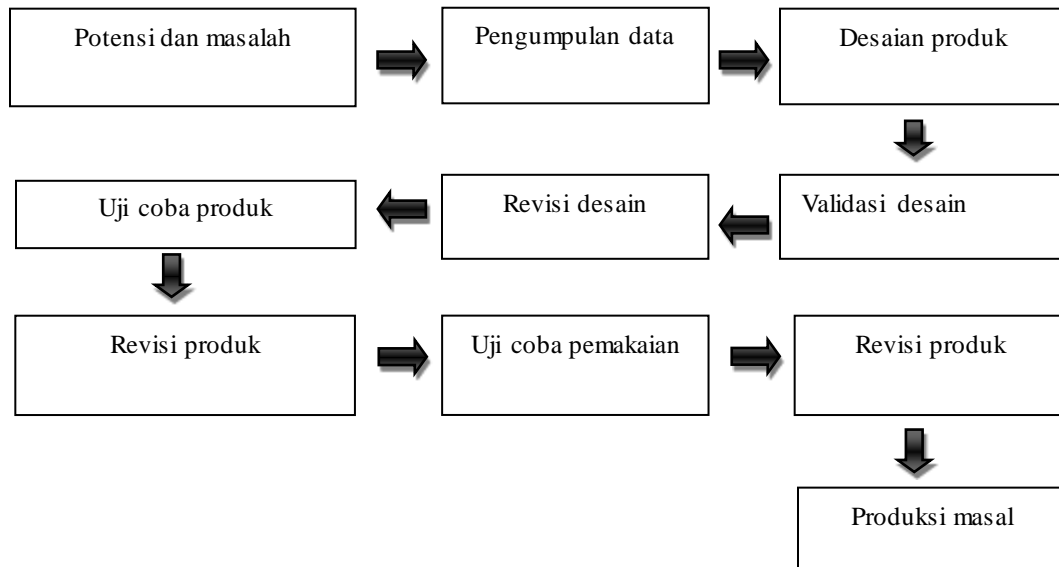 Potensi dan masalah
Pengumpulan data
Desaian produk
Validasi desain
Revisi desain
Uji coba produk
Revisi produk
Uji coba pemakaian
Revisi produk
Produksi masal